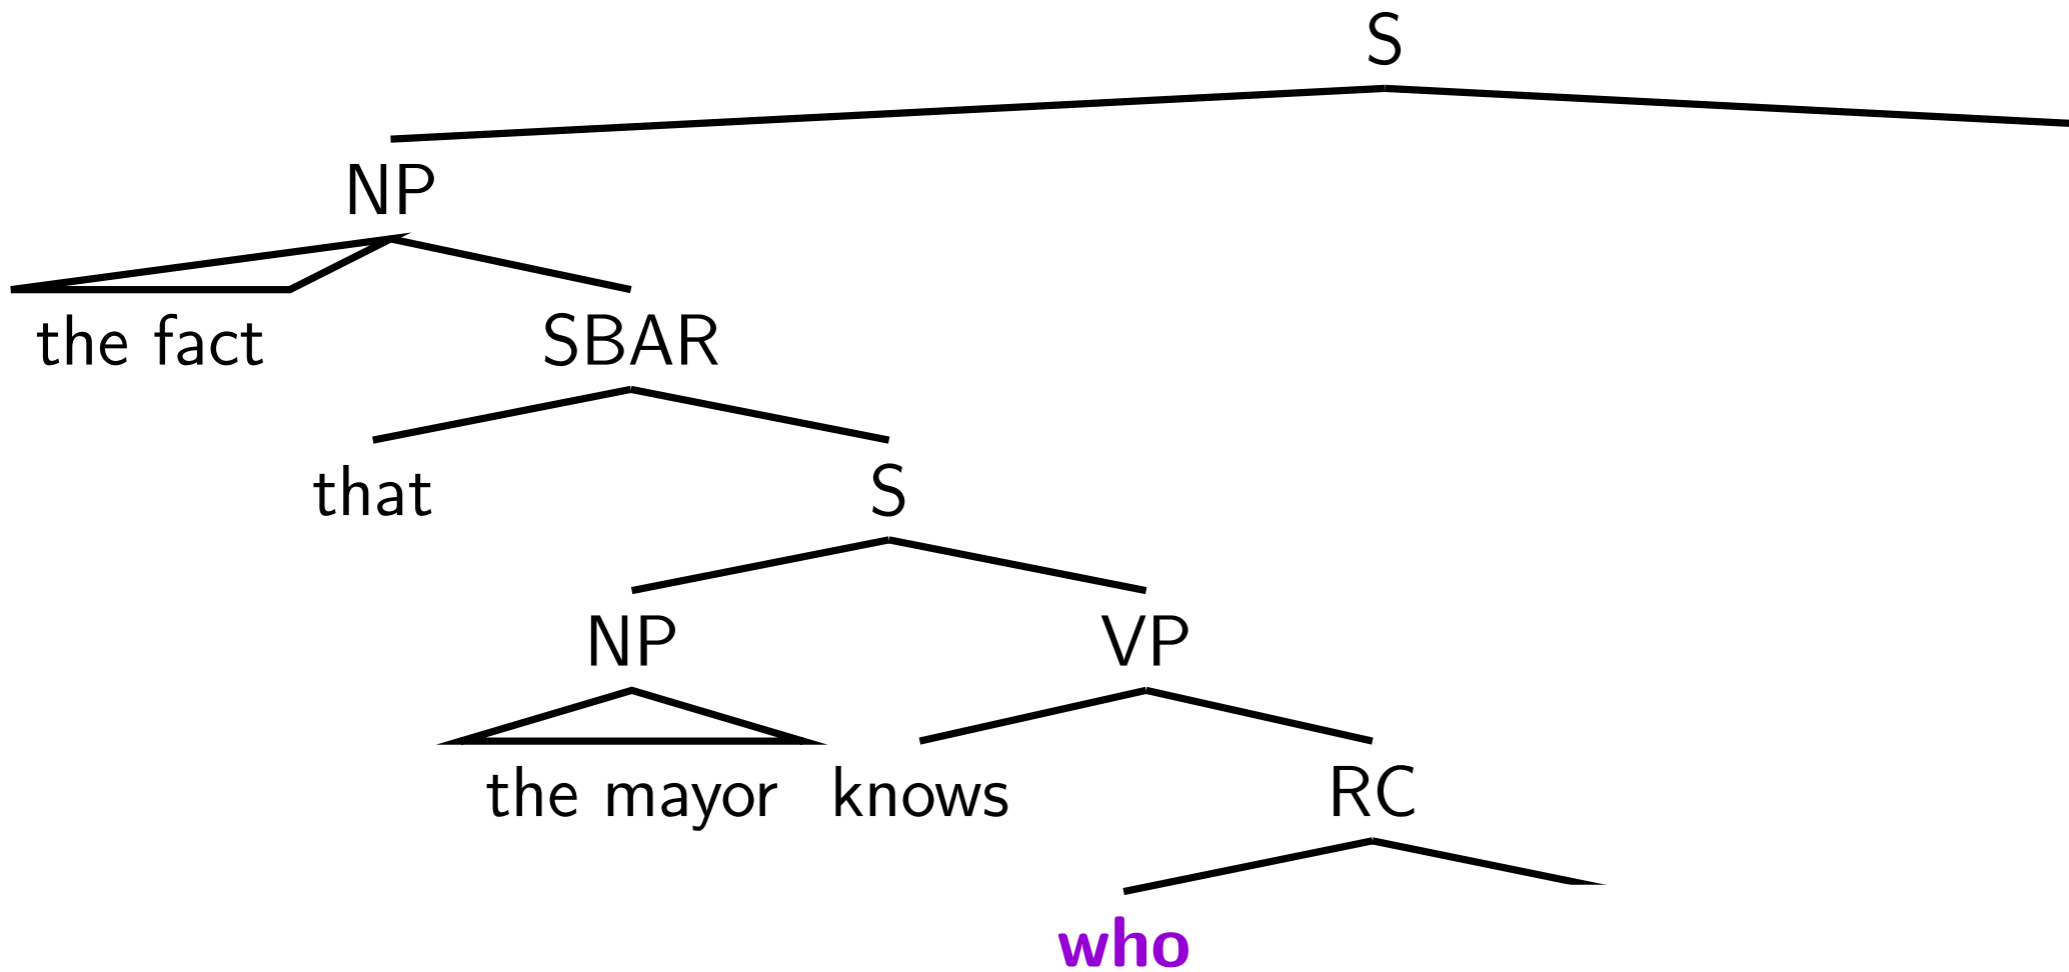 S
NP
the fact SBAR
that S
NP VP
the mayor knows RC
who